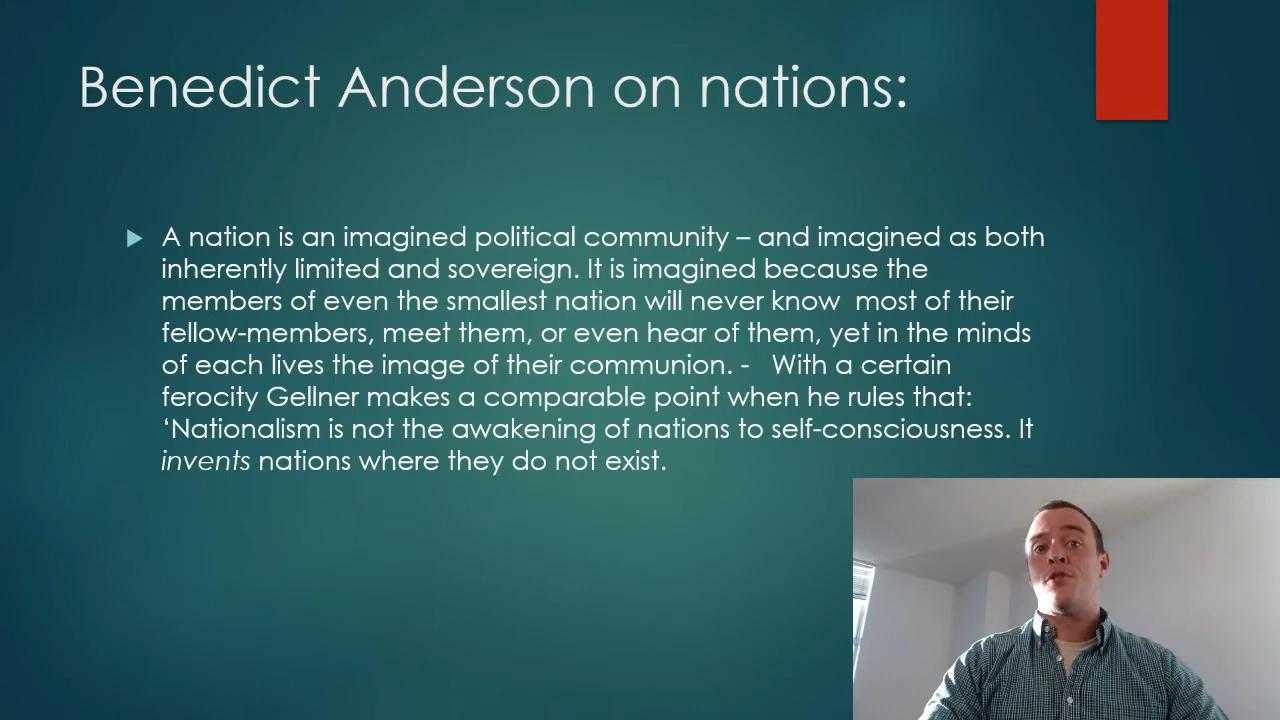 Benedict Anderson on nations:
A nation is an imagined political community – and imagined as both
inherently limited and sovereign. It is imagined because the
members of even the smallest nation will never know  most of their
fellow-members, meet them, or even hear of them, yet in the minds
of each lives the image of their communion. -   With a certain
ferocity Gellner makes a comparable point when he rules that:
‘Nationalism is not the awakening of nations to self-consciousness. It
invents nations where they do not exist.